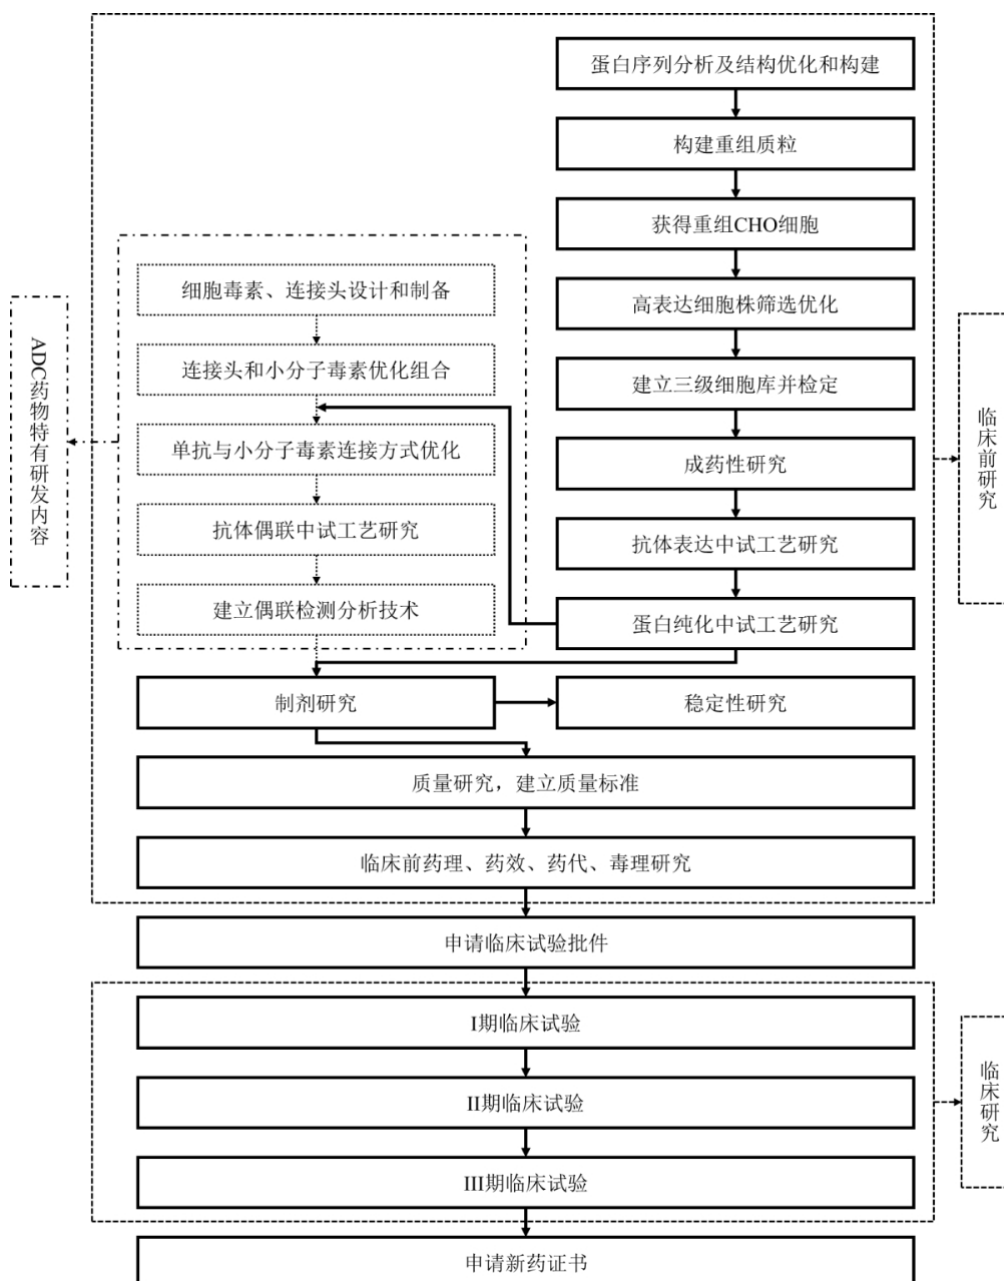 蛋白序列分析及结构优化和构建
构建重组质粒
获得重组CHO细胞
高表达细胞株筛选优化
建立三级细胞库并检定
成药性研究
抗体表达中试工艺研究
蛋白纯化中试工艺研究
细胞毒素、连接头设计和制备
连接头和小分子毒素优化组合
单抗与小分子毒素连接方式优化
抗体偶联中试工艺研究
建立偶联检测分析技术
ADC药物特有研发内容
临床前研究
制剂研究
稳定性研究
质量研究，建立质量标准
临床前药理、药效、药代、毒理研究
申请临床试验批件
I期临床试验
II期临床试验
III期临床试验
临床研究
申请新药证书